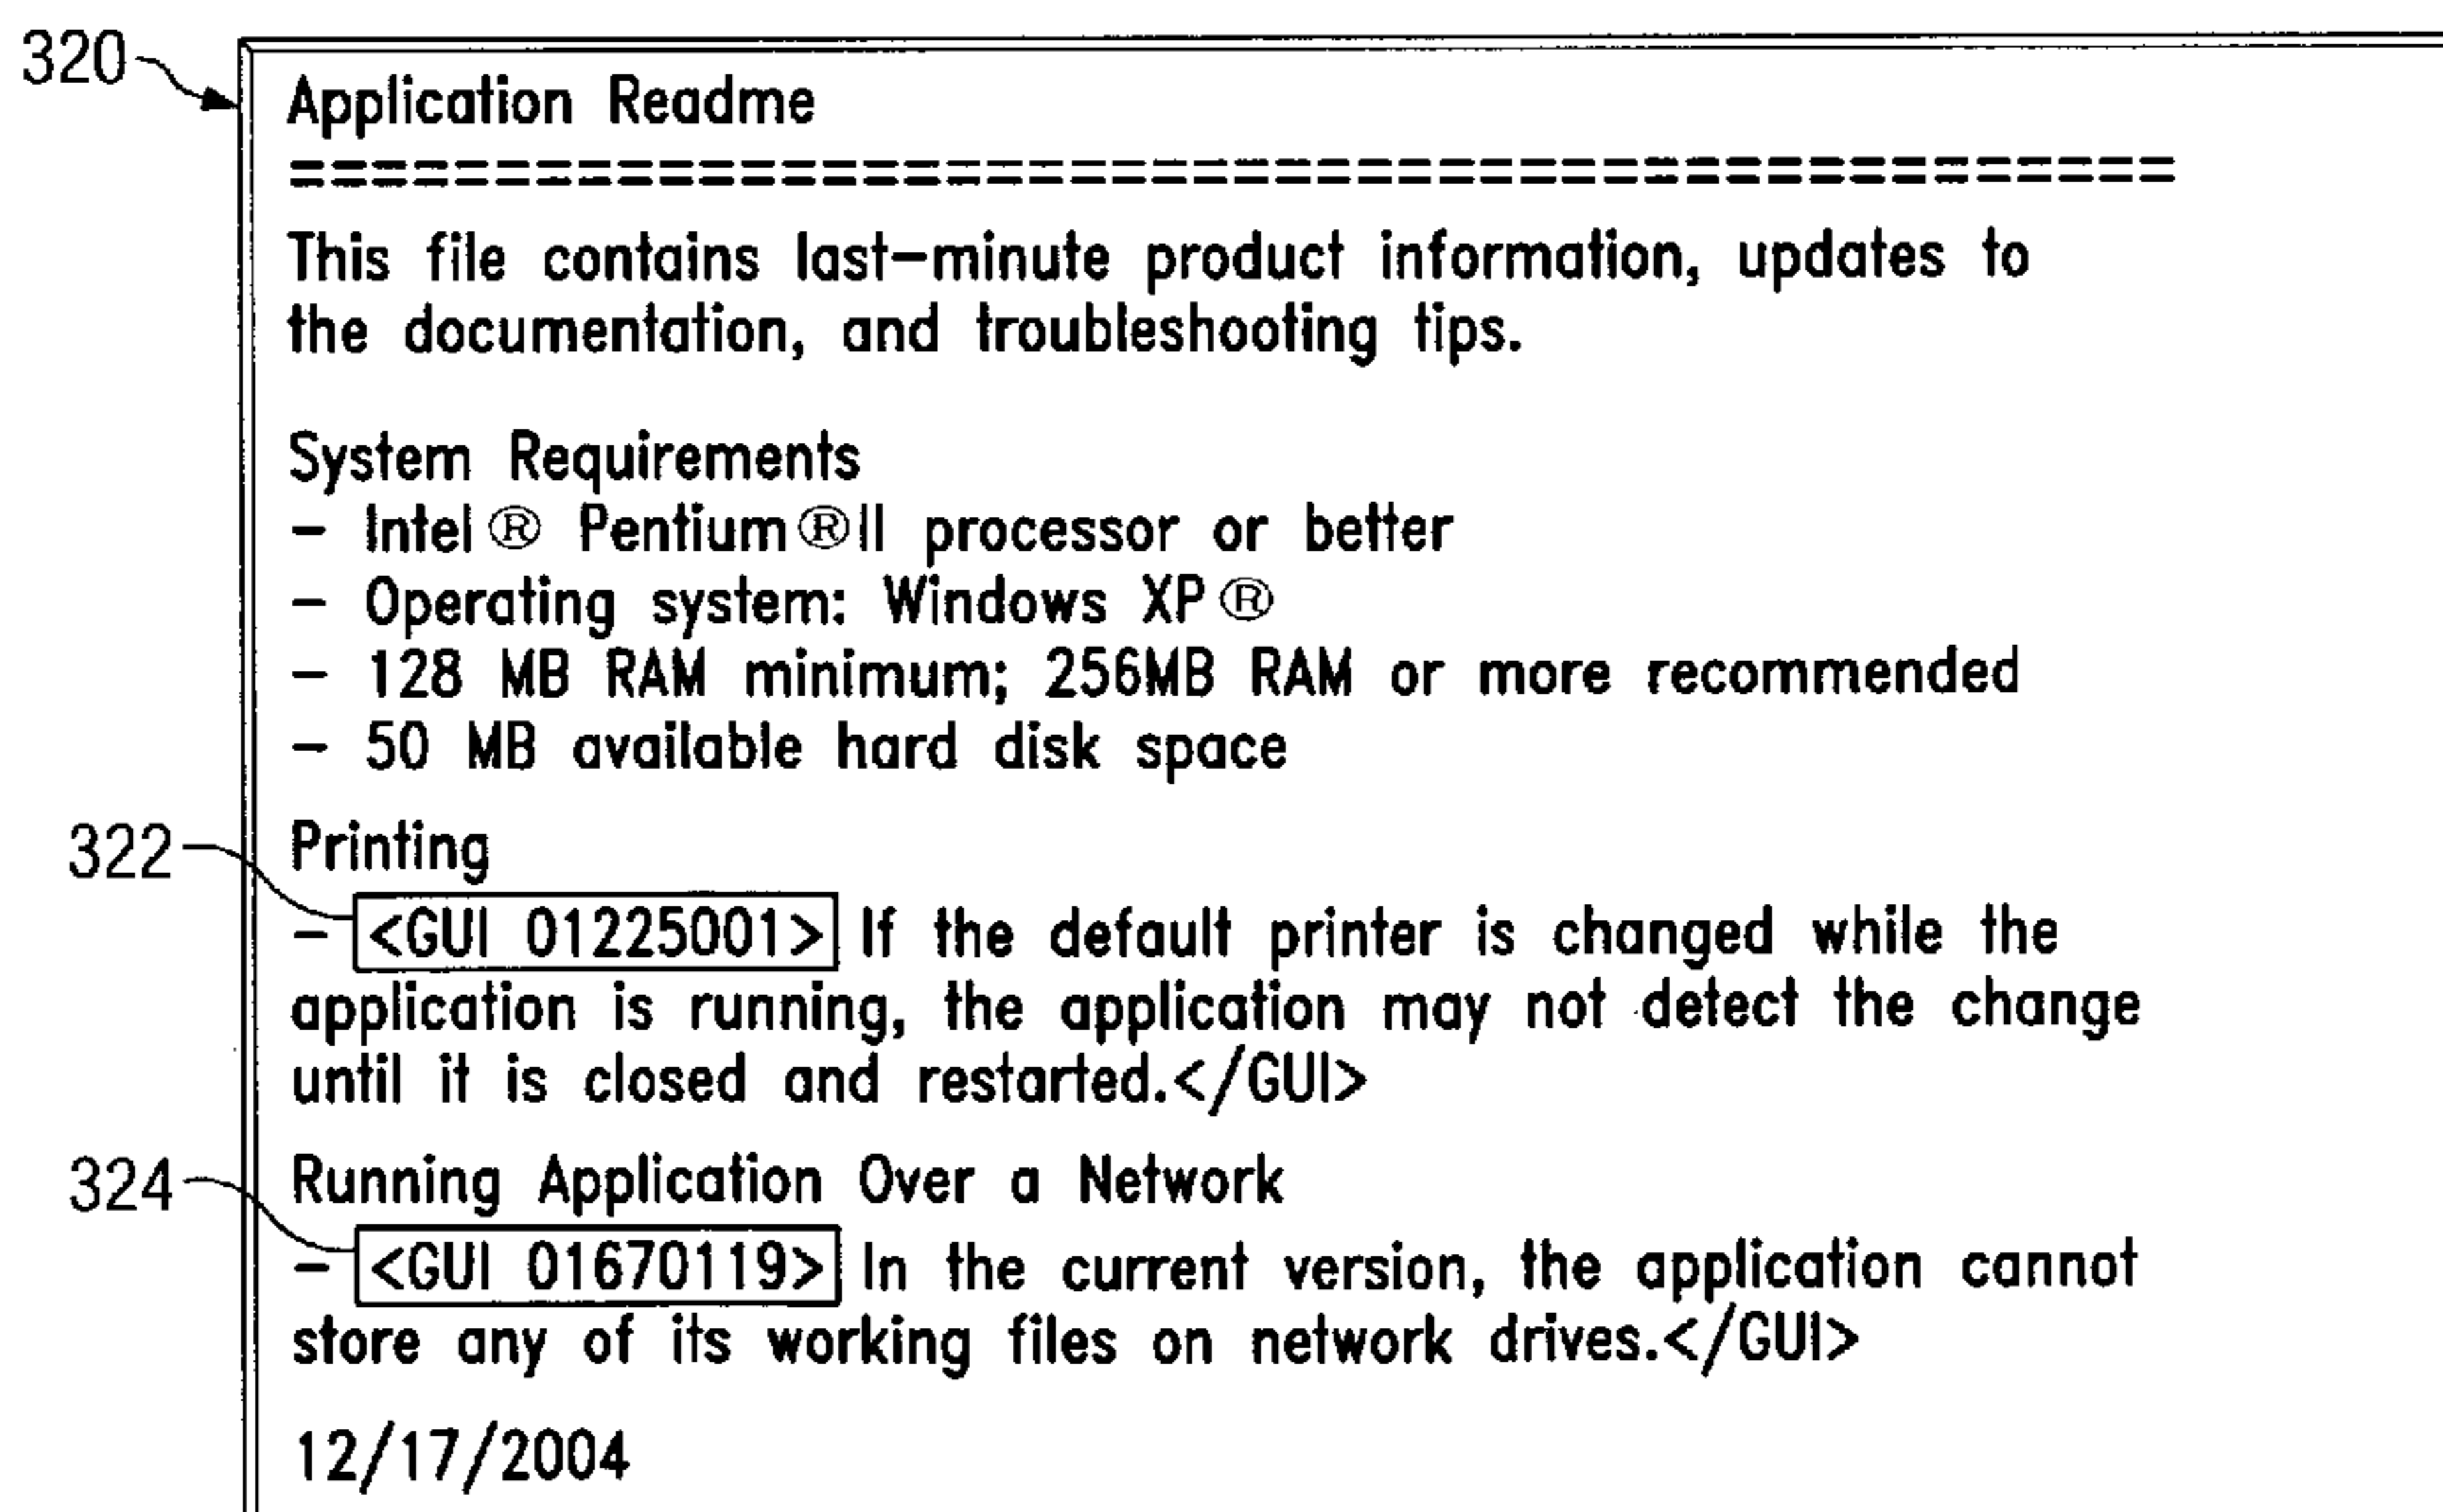 320
Application Readme
==============================================
This file contains last-minute product information, updates to
the documentation, and troubleshooting tips.
System Requirements
- Intel® Pentium®II processor or better
- Operating system: Windows XP®
- 128 MB RAM minimum; 256MB RAM or more recommended
- 50 MB available hard disk space
322
Printing
- <GUI 01225001> If the default printer is changed while the
application is running, the application may not detect the change
until it is closed and restarted.</GUI>
324
Running Application Over a Network
- <GUI 01670119> In the current version, the application cannot
store any of its working files on network drives.</GUI>
12/17/2004